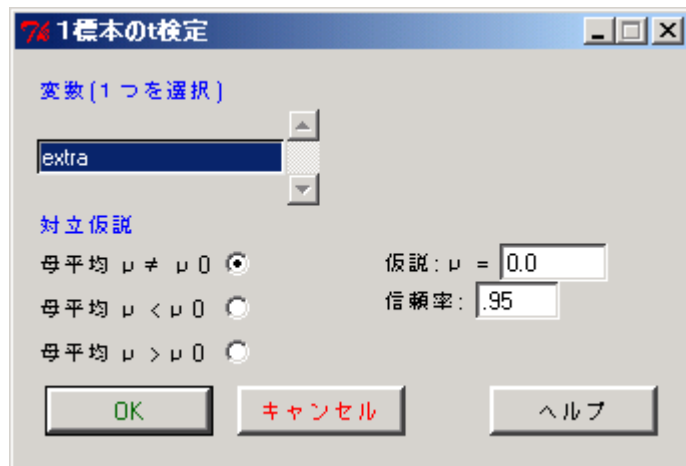 1標本のt検定
変数(1つを選択)
extra
対立仮説
母平均 μ ≠ μ0
仮説: μ = 0.0
母平均 μ < μ0
信頼率: .95
母平均 μ > μ0
OK キャンセル ヘルプ